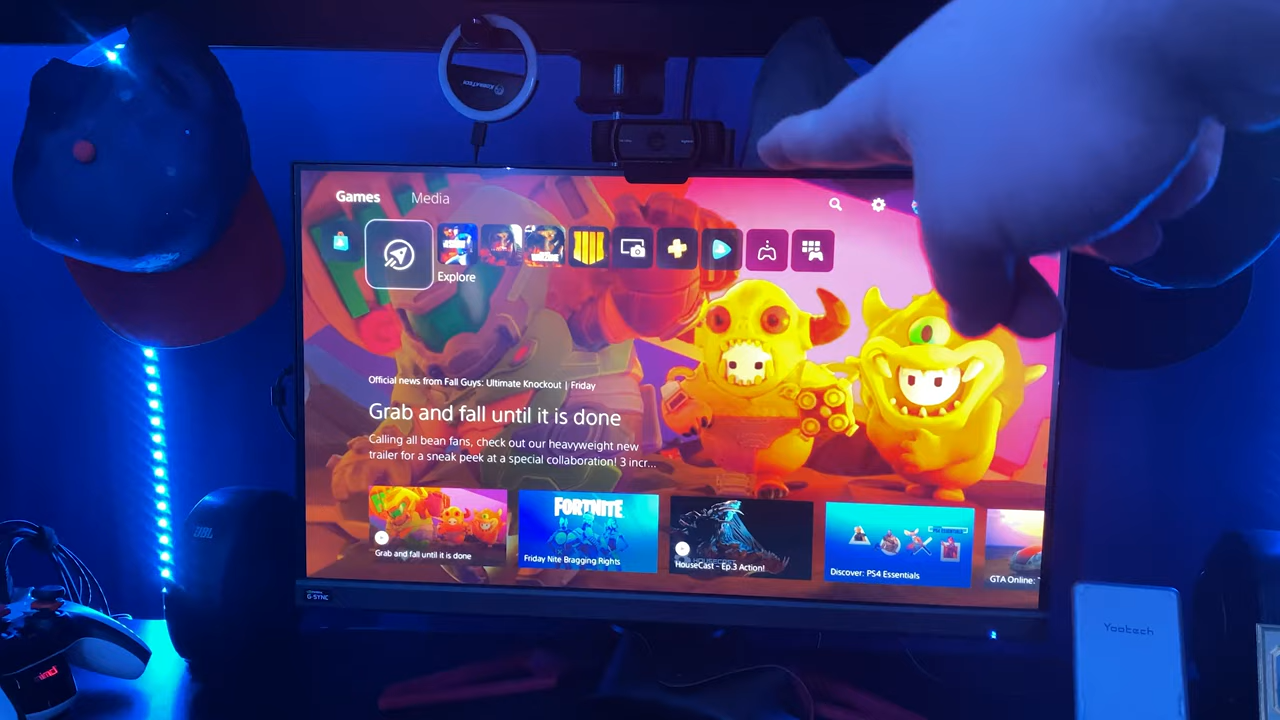 Games
Media
Explore
Official news from Fall Guys: Ultimate Knockout | Friday
Grab and fall until it is done
Calling all bean fans, check out our heavyweight new
trailer for a sneak peek at a special collaboration! 3 incr...
Grab and fall until it is done
FORTNITE
Friday Nite Bragging Rights
HouseCast - Ep.3 Action!
Discover: PS4 Essentials
GTA Online:
G-SYNC
JBL
Yootech